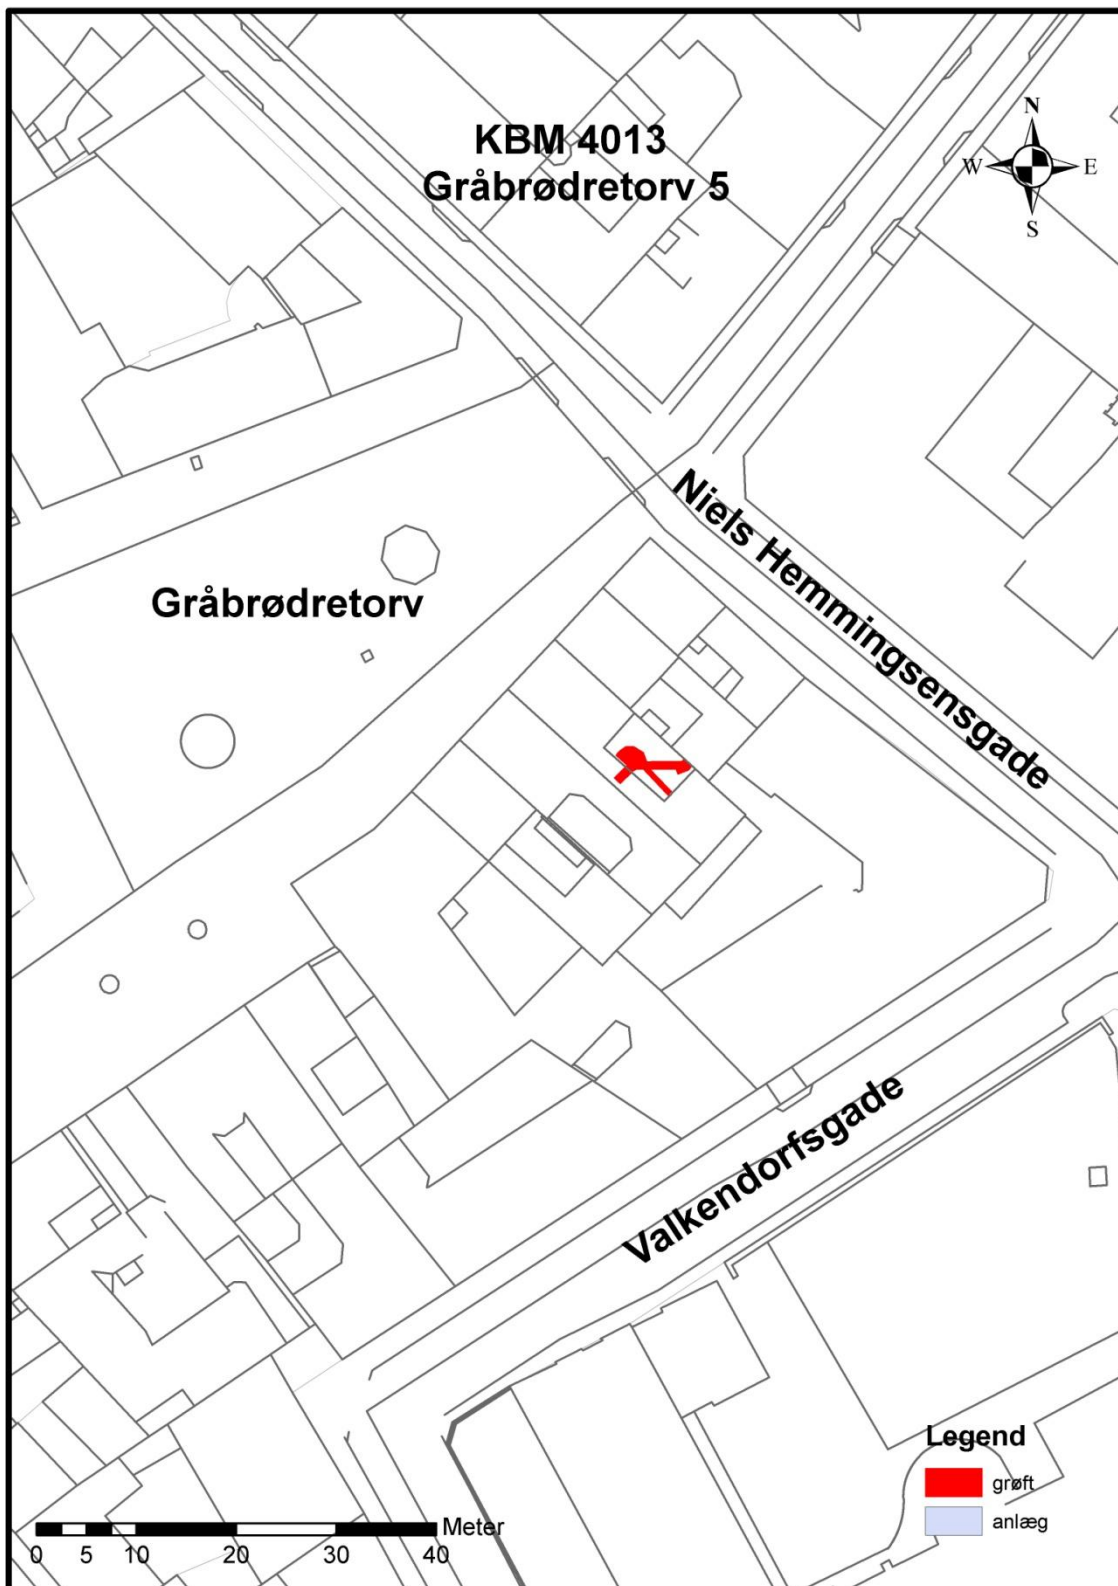 KBM 4013
Gråbrødretorv 5
N
W E
S
Niels Hemmingsensgade
Gråbrødretorv
Valkendorfsgade
Legend
grøft
anlæg
Meter
0 5 10 20 30 40